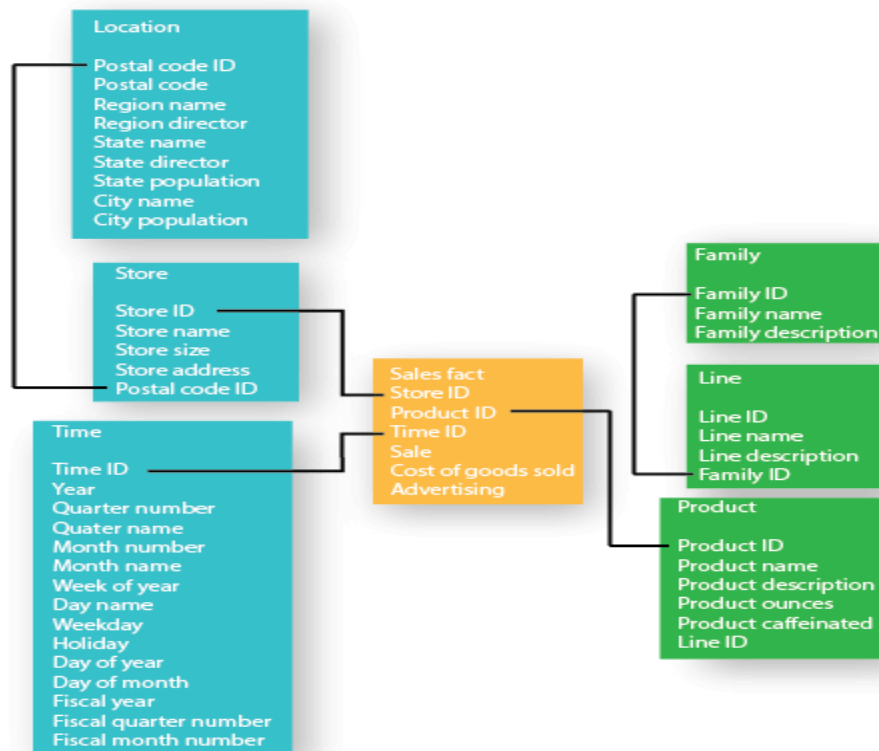 Location
Postal code ID
Postal code
Region name
Region director
State name
State director
State population
City name
City population
Store
Store ID
Store name
Store size
Store address
Postal code ID
Time
Time ID
Year
Quarter number
Quater name
Month number
Month name
Week of year
Day name
Weekday
Holiday
Day of year
Day of month
Fiscal year
Fiscal quarter number
Fiscal month number
Sales fact
Store ID
Product ID
Time ID
Sale
Cost of goods sold
Advertising
Family
Family ID
Family name
Family description
Line
Line ID
Line name
Line description
Family ID
Product
Product ID
Product name
Product description
Product ounces
Product caffeinated
Line ID